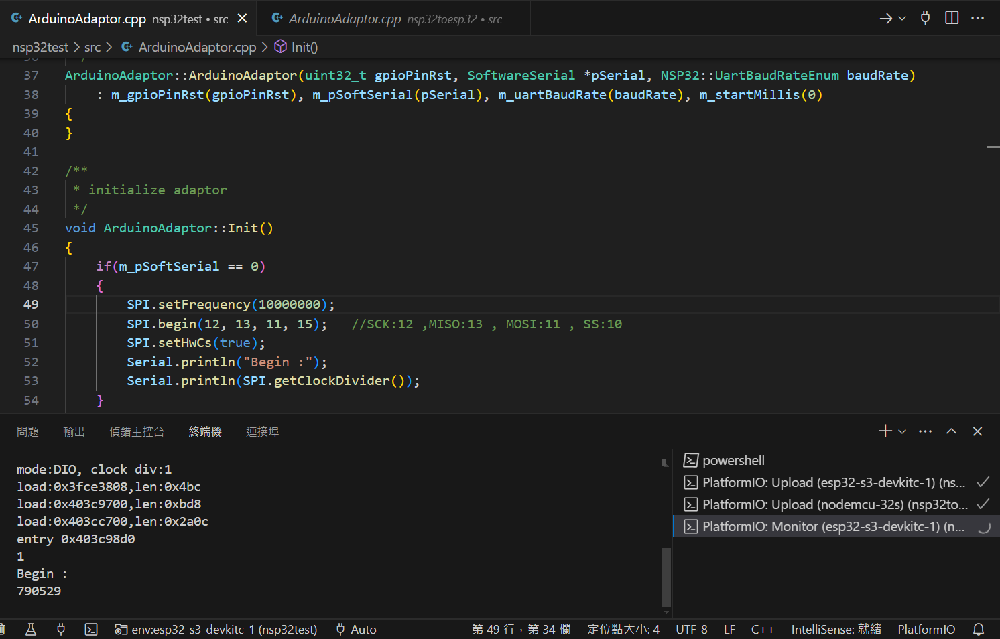 ArduinoAdaptor.cpp nsp32test • src
ArduinoAdaptor.cpp nsp32toesp32 • src
nsp32test > src > ArduinoAdaptor.cpp > Init()
36 */
37 ArduinoAdaptor::ArduinoAdaptor(uint32_t gpioPinRst, SoftwareSerial *pSerial, NSP32::UartBaudRateEnum baudRate)
38 : m_gpioPinRst(gpioPinRst), m_pSoftSerial(pSerial), m_uartBaudRate(baudRate), m_startMillis(0)
39 {
40 }
41
42 /**
43 * initialize adaptor
44 */
45 void ArduinoAdaptor::Init()
46 {
47 if(m_pSoftSerial == 0)
48 {
49 SPI.setFrequency(10000000);
50 SPI.begin(12, 13, 11, 15); //SCK:12 ,MISO:13 , MOSI:11 , SS:10
51 SPI.setHwCs(true);
52 Serial.println("Begin :");
53 Serial.println(SPI.getClockDivider());
54 }
問題 輸出 偵錯主控台 終端機 連接埠
mode:DIO, clock div:1
load:0x3fce3808,len:0x4bc
load:0x403c9700,len:0xbd8
load:0x403cc700,len:0x2a0c
entry 0x403c98d0
1
Begin :
790529
powershell
PlatformIO: Upload (esp32-s3-devkitc-1) (ns...
PlatformIO: Upload (nodemcu-32s) (nsp32to...
PlatformIO: Monitor (esp32-s3-devkitc-1) (n...
env:esp32-s3-devkitc-1 (nsp32test) Auto 第 49 行，第 34 欄 定位點大小: 4 UTF-8 LF C++ IntelliSense: 就緒 PlatformIO